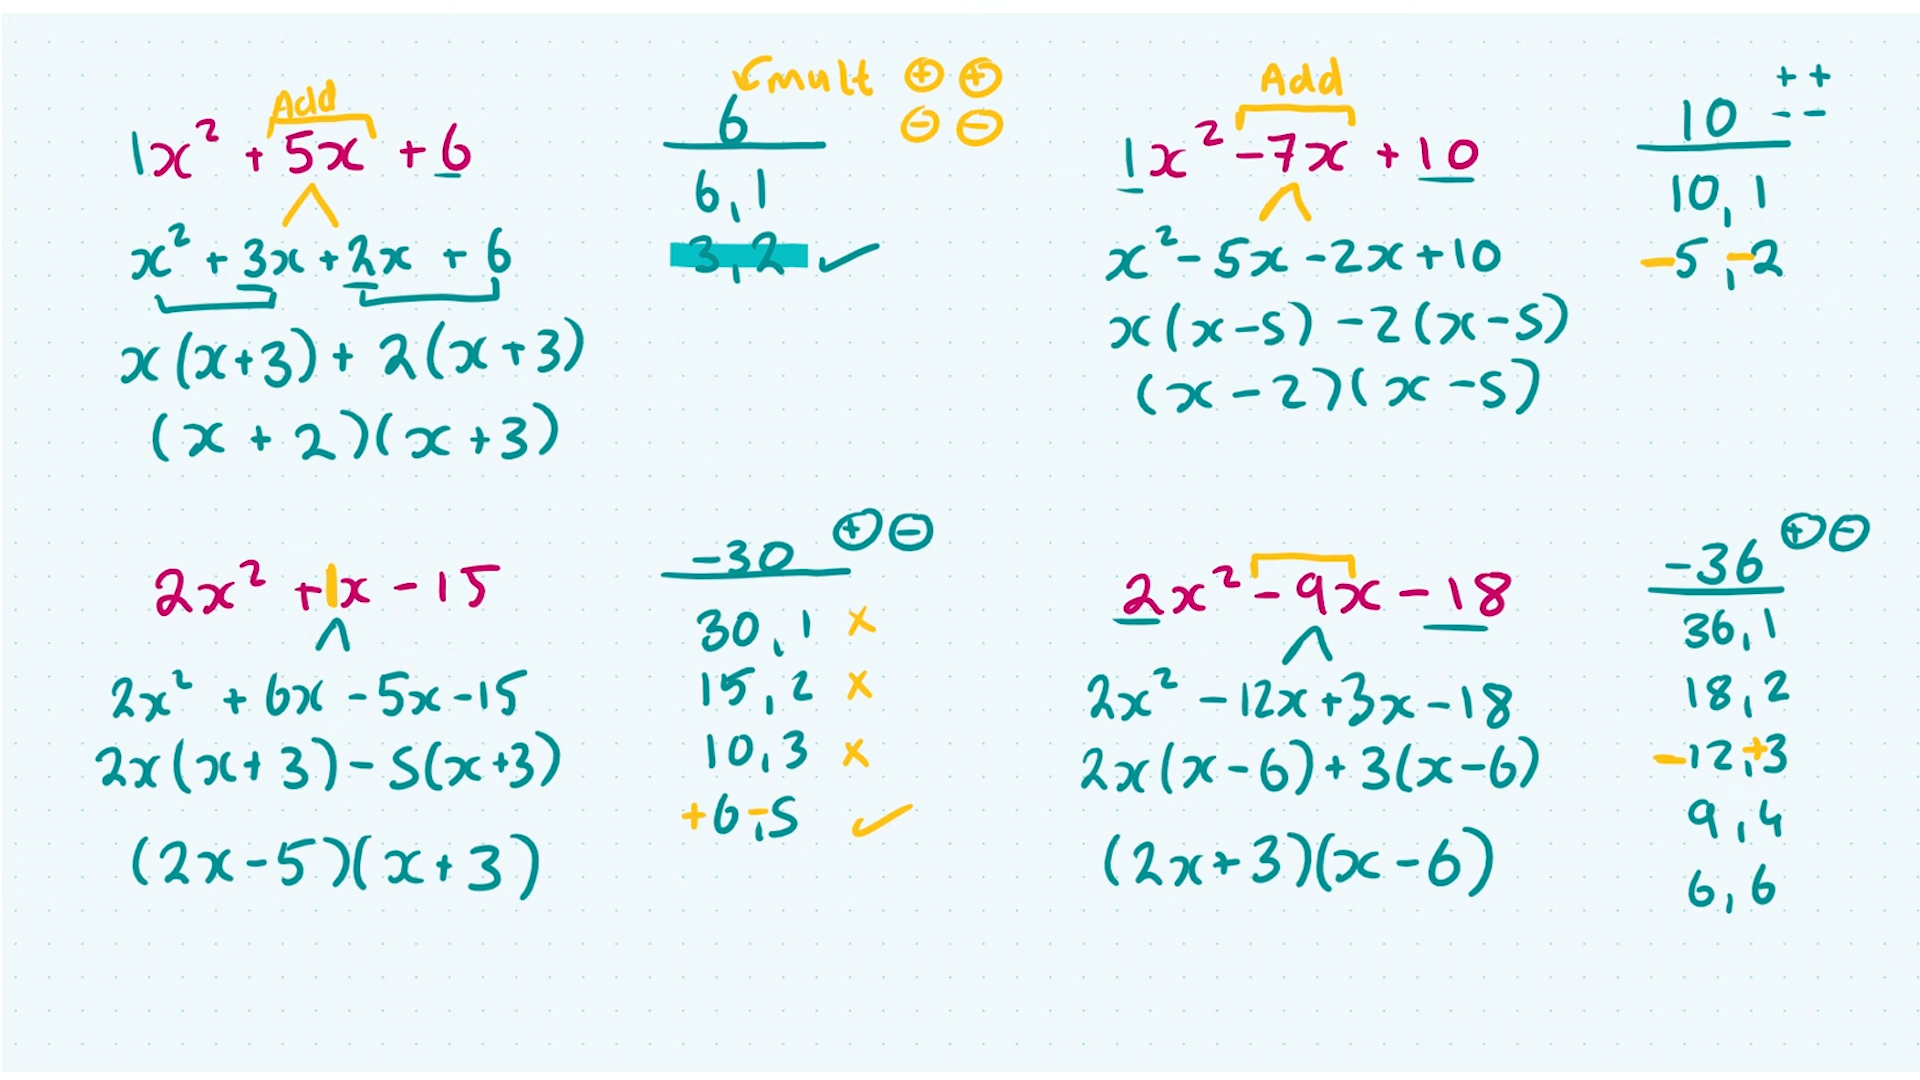 Add
1x² + 5x + 6
x² + 3x + 2x + 6
x(x+3) + 2(x+3)
(x + 2)(x + 3)
mult + +
- -
6
6, 1
3, 2 ✓
Add
1x² - 7x + 10
x² - 5x - 2x + 10
x(x-5) - 2(x-5)
(x - 2)(x - 5)
+ +
10 - -
10, 1
-5, -2
2x² + 1x - 15
2x² + 6x - 5x - 15
2x(x+3) - 5(x+3)
(2x-5)(x+3)
-30 + -
30, 1 ×
15, 2 ×
10, 3 ×
+6, -5 ✓
2x² - 9x - 18
2x² - 12x + 3x - 18
2x(x-6) + 3(x-6)
(2x+3)(x-6)
-36 + -
36, 1
18, 2
-12, +3
9, 4
6, 6